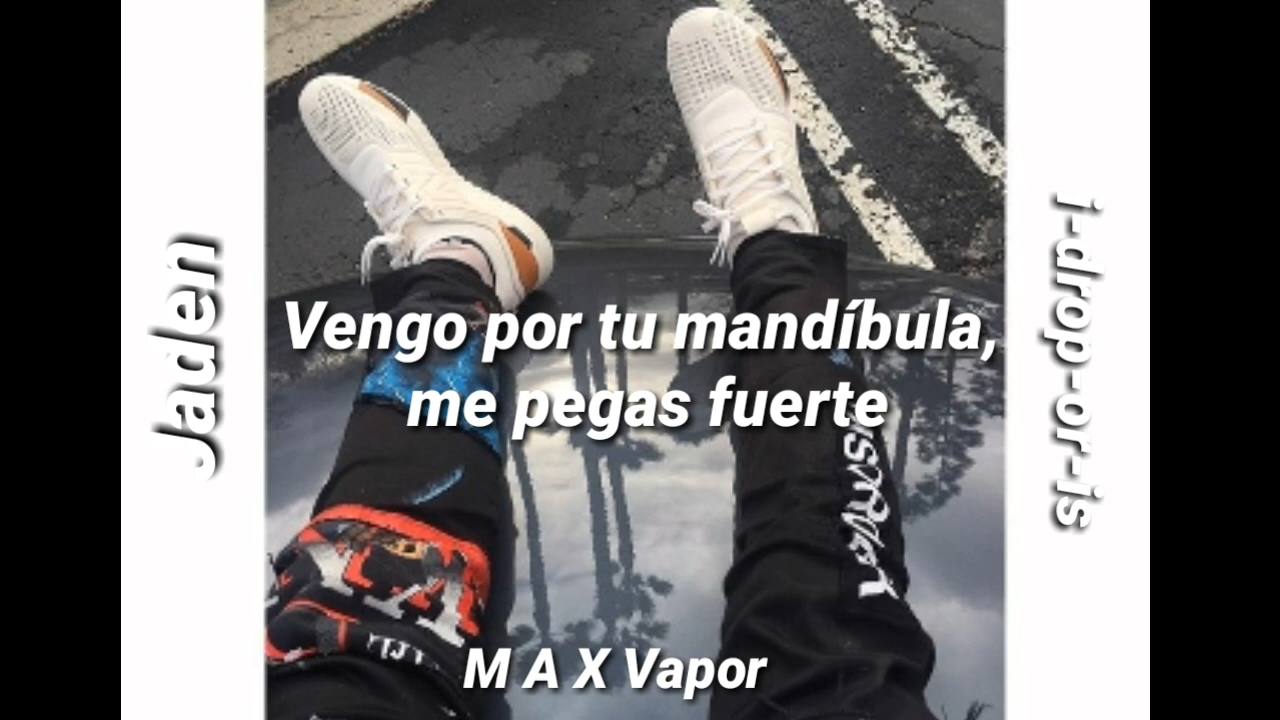 Jaden
i-drop-or-is
Vengo por tu mandíbula,
me pegas fuerte
M A X Vapor